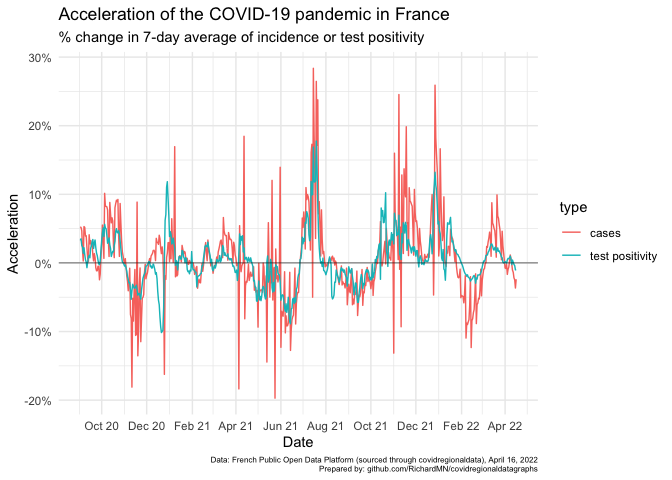 Acceleration of the COVID-19 pandemic in France
% change in 7-day average of incidence or test positivity
30%
20%
10%
0%
-10%
-20%
Acceleration
Oct 20 Dec 20 Feb 21 Apr 21 Jun 21 Aug 21 Oct 21 Dec 21 Feb 22 Apr 22
Date
type
cases
test positivity
Data: French Public Open Data Platform (sourced through covidregionaldata), April 16, 2022
Prepared by: github.com/RichardMN/covidregionaldatagraphs